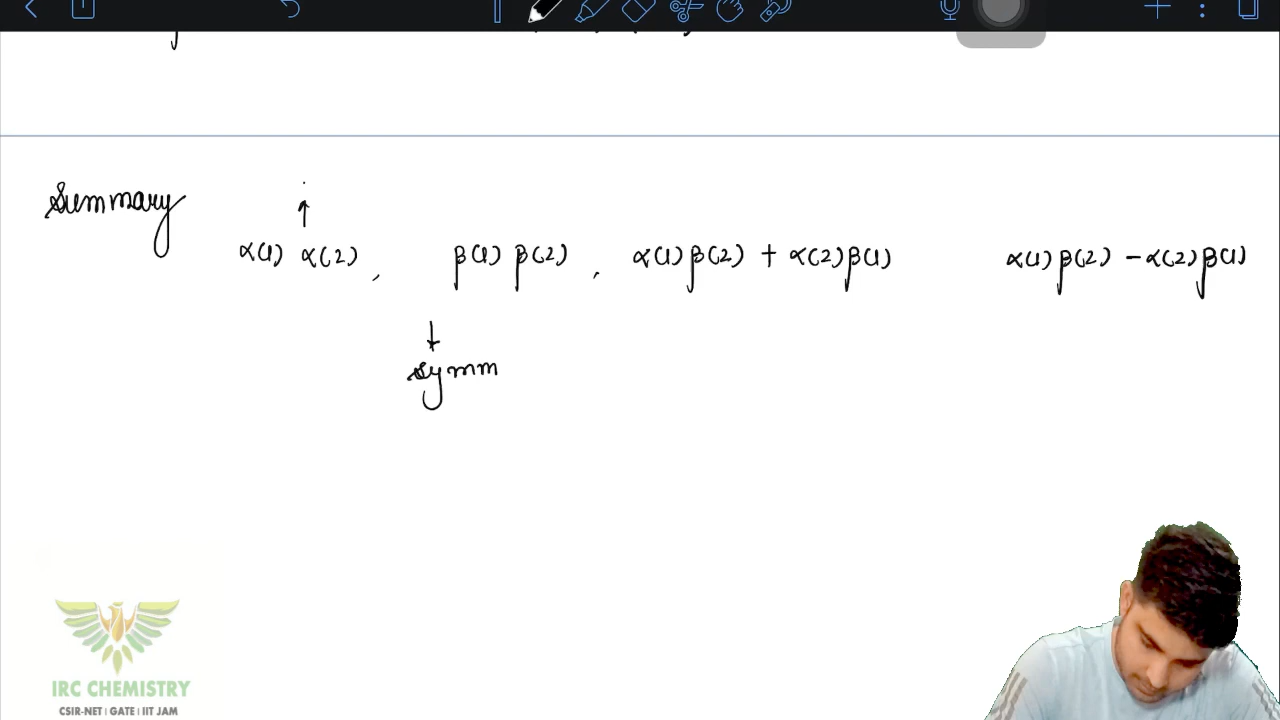 Summary
α(1) α(2), β(1) β(2), α(1)β(2) + α(2)β(1) α(1)β(2) - α(2)β(1)
symm
IRC CHEMISTRY
CSIR-NET | GATE | IIT JAM